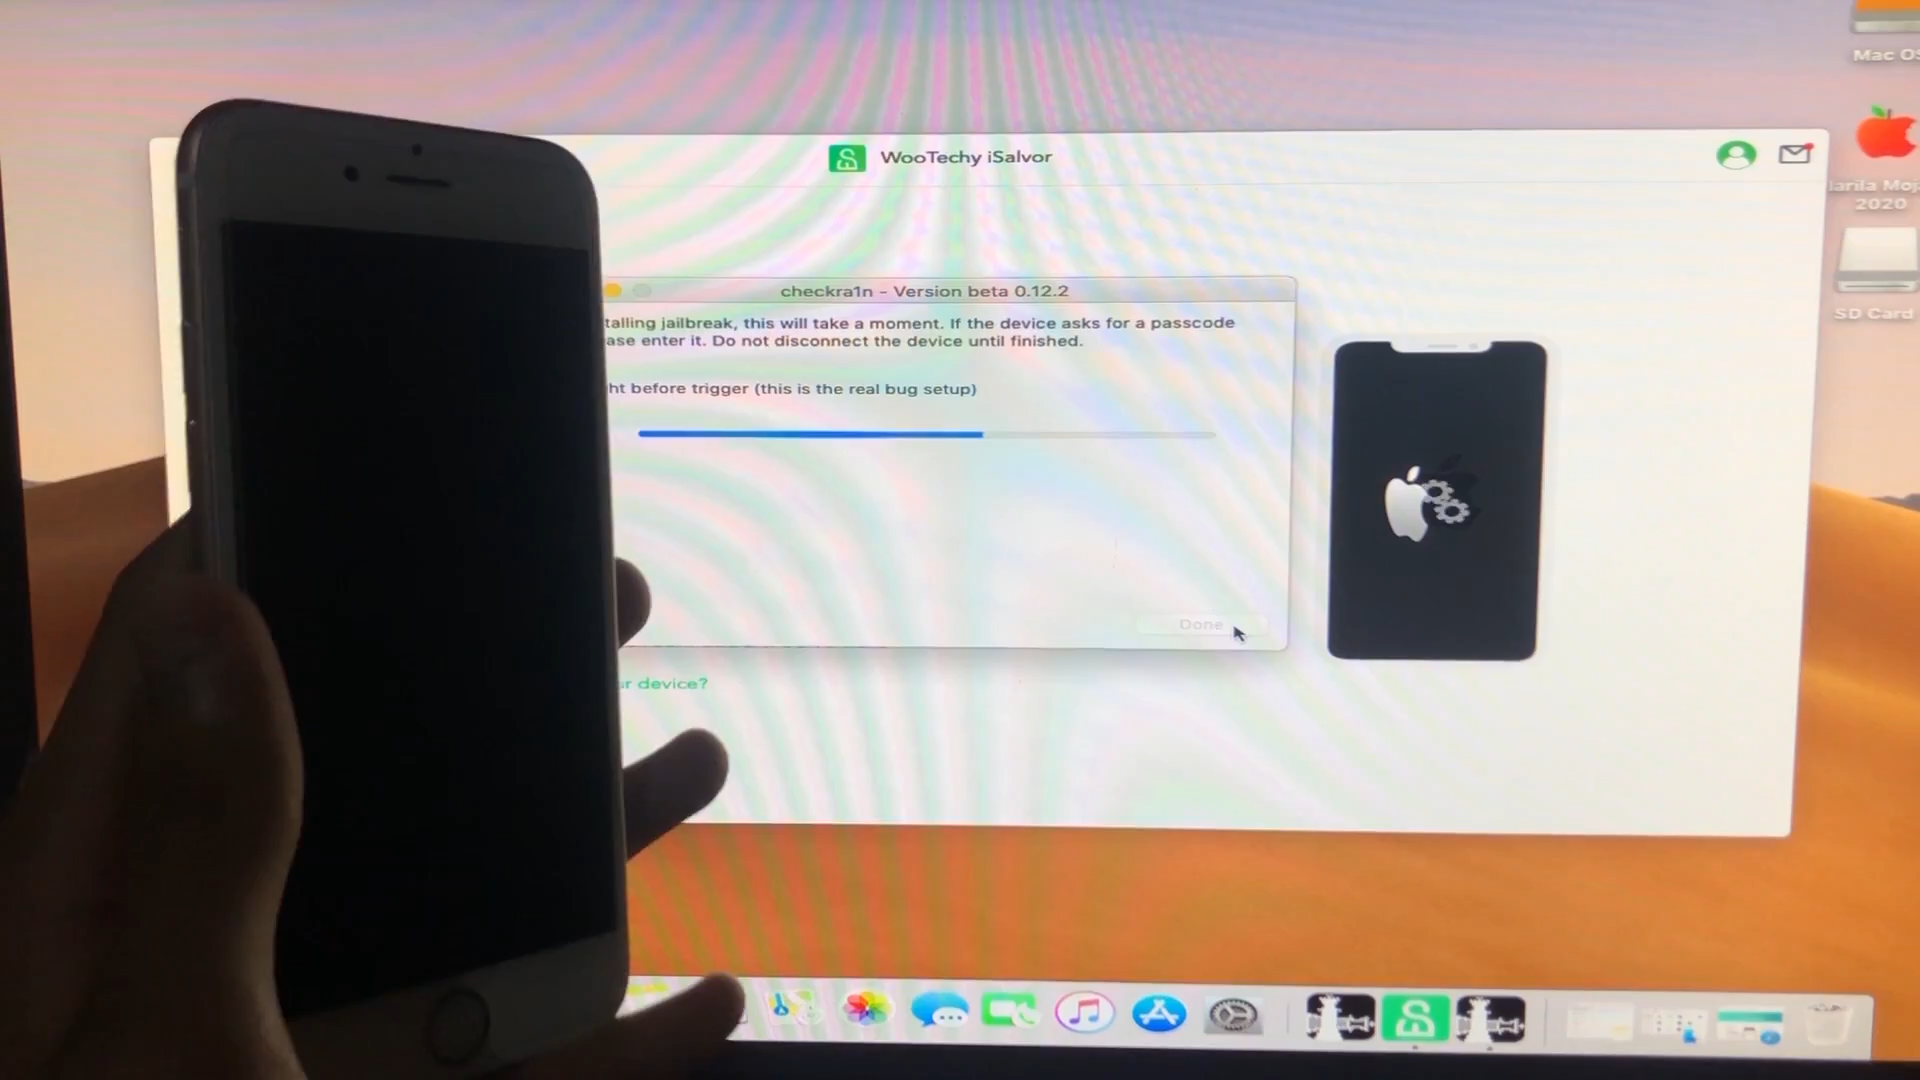 Mac OS
WooTechy iSalvor
2020
checkra1n – Version beta 0.12.2
talling jailbreak, this will take a moment. If the device asks for a passcode
ase enter it. Do not disconnect the device until finished.
SD Card
ht before trigger (this is the real bug setup)
Done
ur device?